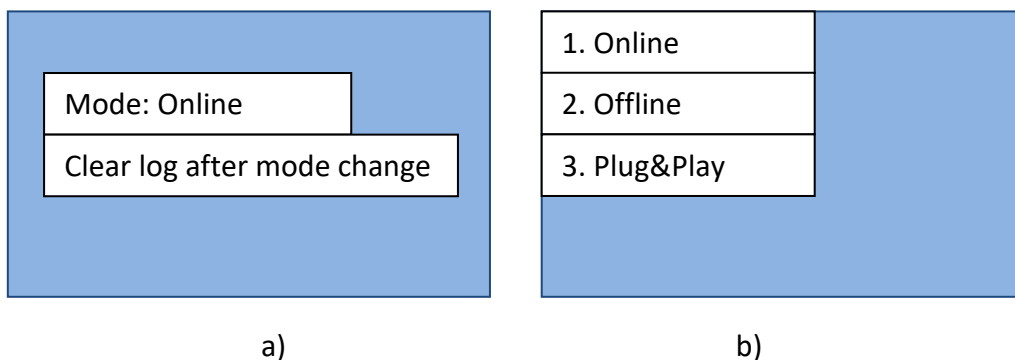 Mode: Online
Clear log after mode change
1. Online
2. Offline
3. Plug&Play
a)
b)